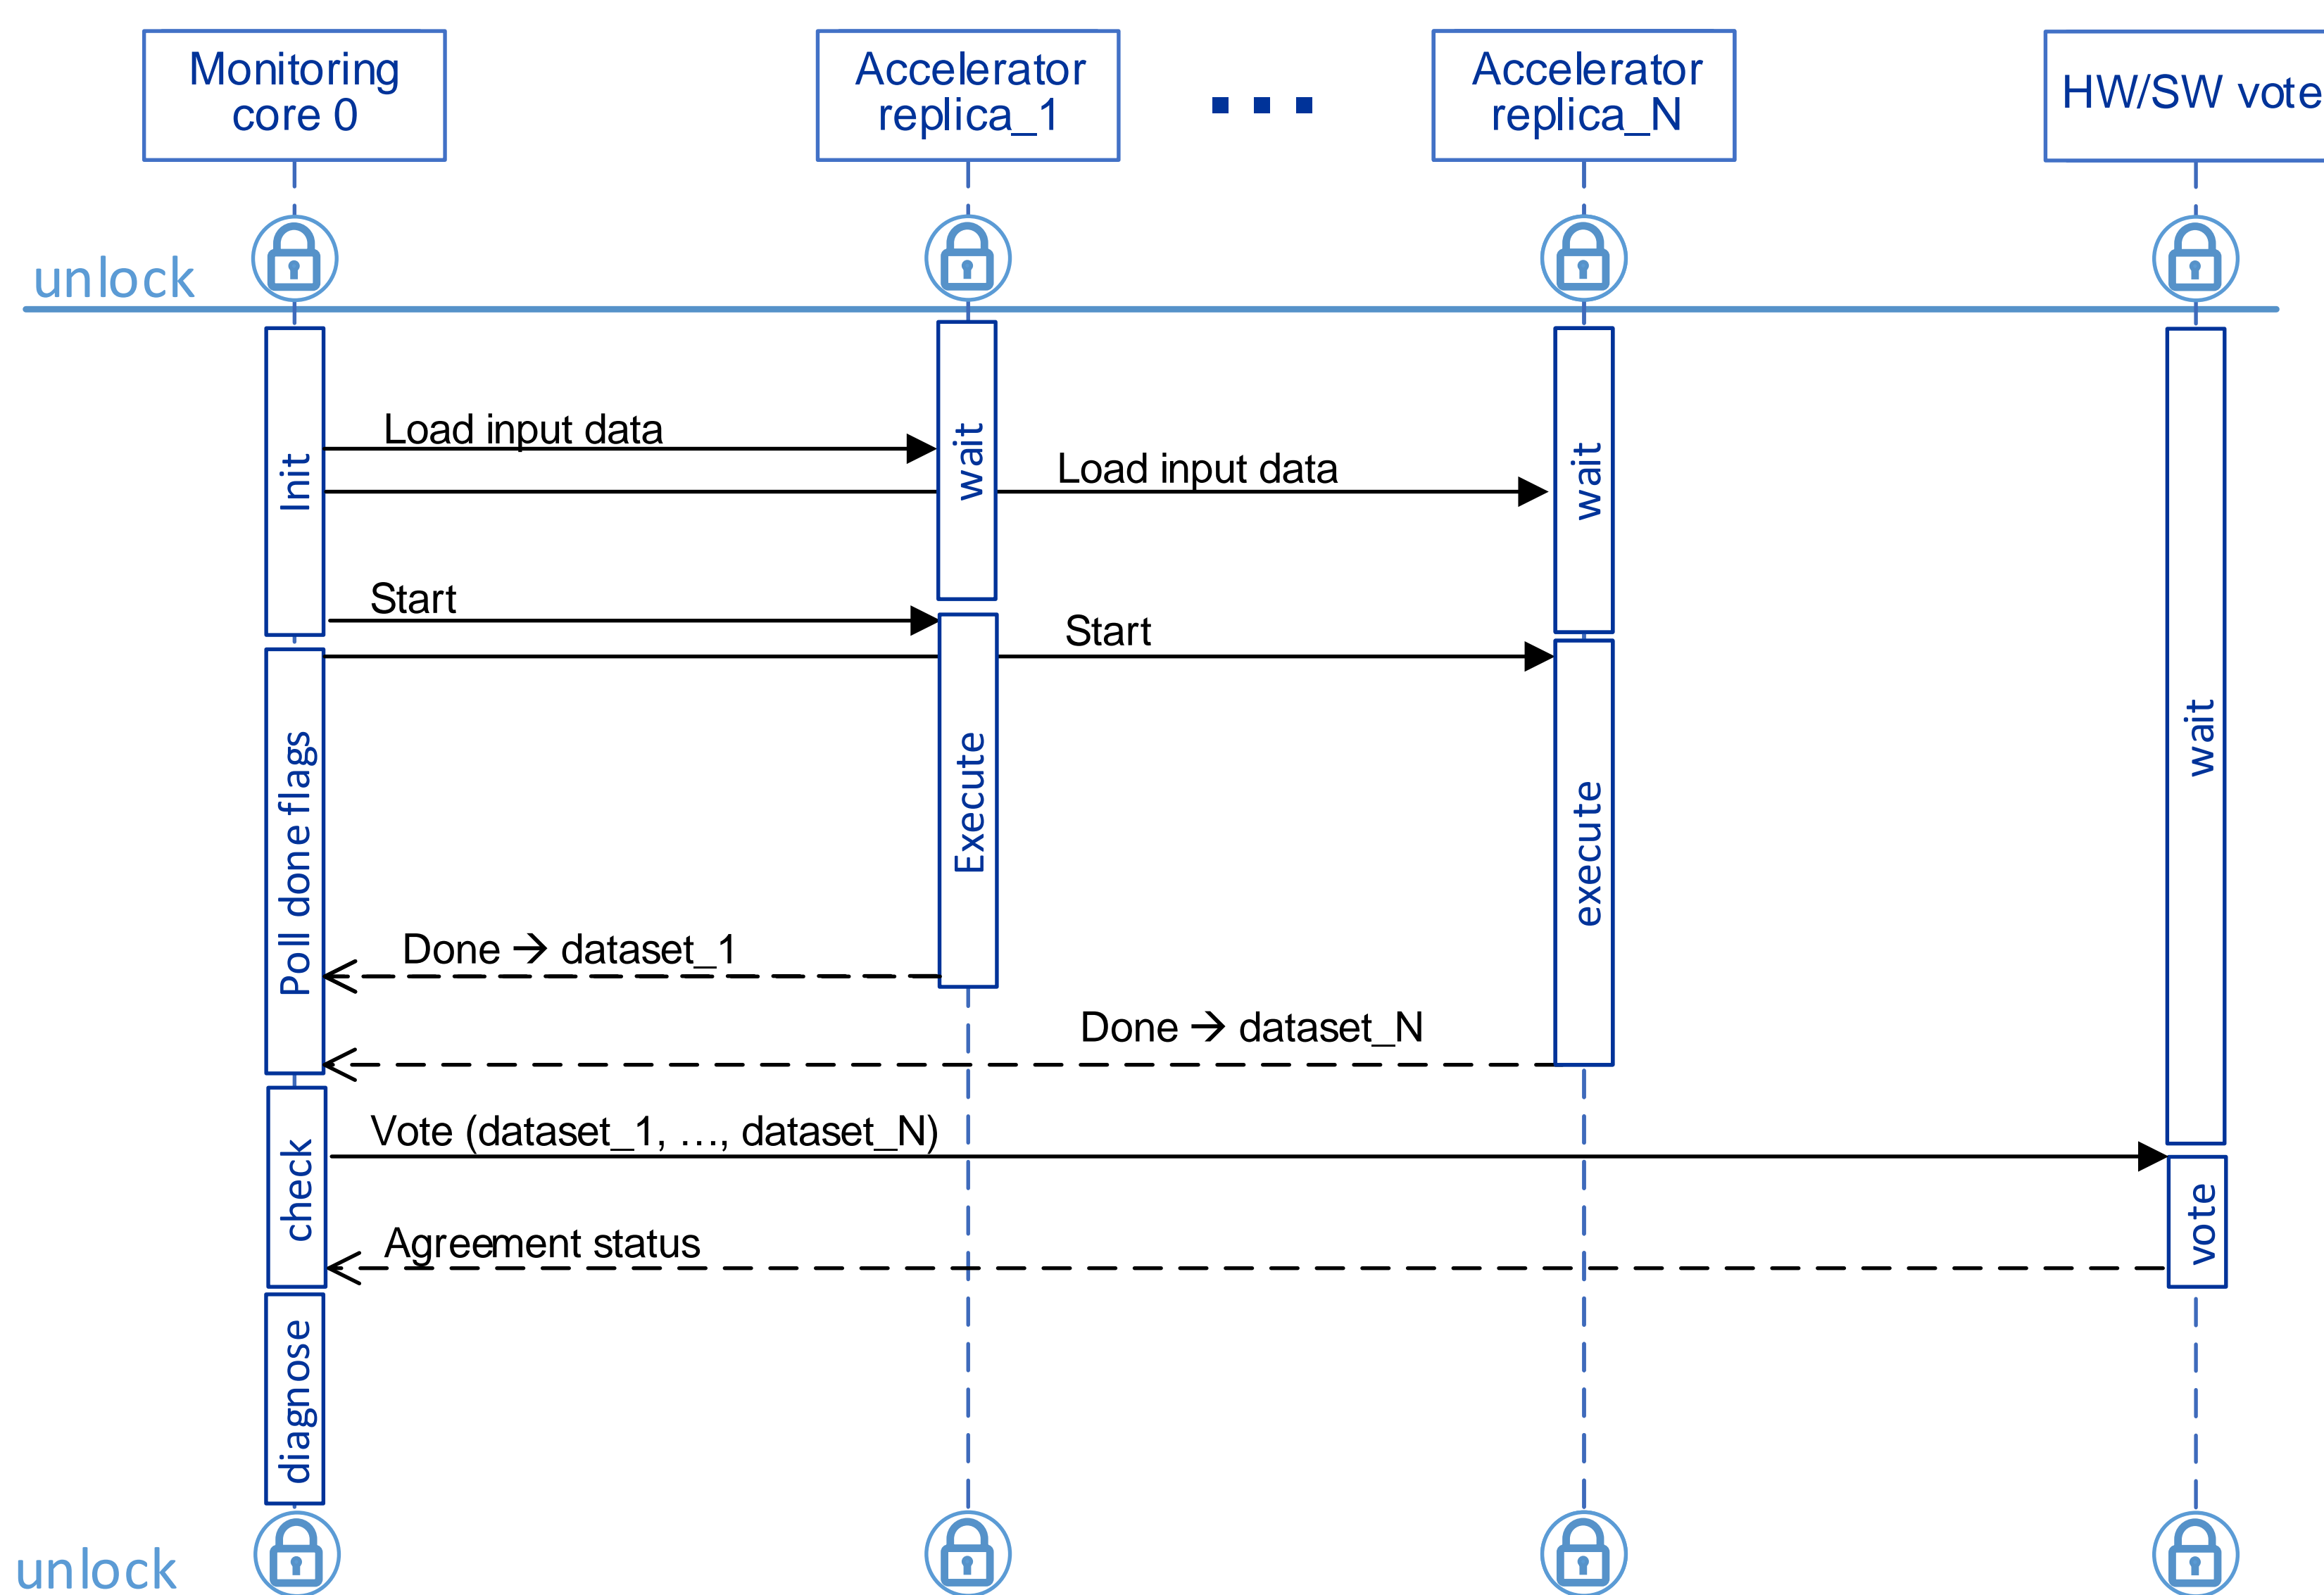 Monitoring
core 0
Accelerator
replica_1
Accelerator
replica_N
HW/SW vote
unlock
Init
wait
wait
wait
Load input data
Load input data
Start
Start
Poll done flags
Execute
execute
Done → dataset_1
Done → dataset_N
check
Vote (dataset_1, ..., dataset_N)
vote
Agreement status
diagnose
unlock